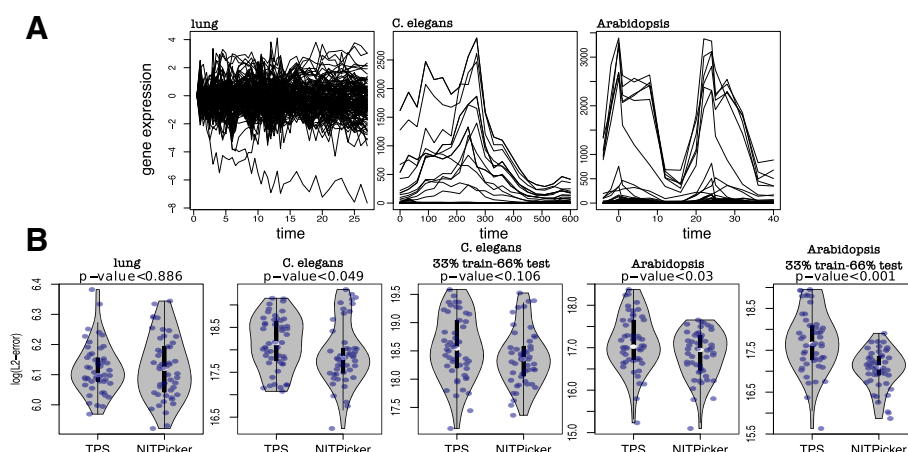 A
lung
C. elegans
Arabidopsis
gene expression
4
2
0
-2
-4
-6
-8
0 5 10 15 20 25
time
2500
1500
500
0
0 100 200 300 400 500 600
time
3000
2000
1000
0
0 10 20 30 40
time
B
lung
p-value<0.886
C. elegans
p-value<0.049
C. elegans
33% train-66% test
p-value<0.106
Arabidopsis
p-value<0.03
Arabidopsis
33% train-66% test
p-value<0.001
log(L2-error)
6.4
6.3
6.2
6.1
6.0
TPS NITPicker
18.5
17.5
16.5
TPS NITPicker
19.5
19.0
18.5
18.0
17.5
TPS NITPicker
18.0
17.0
16.0
15.0
TPS NITPicker
18.5
17.5
16.5
15.5
TPS NITPicker